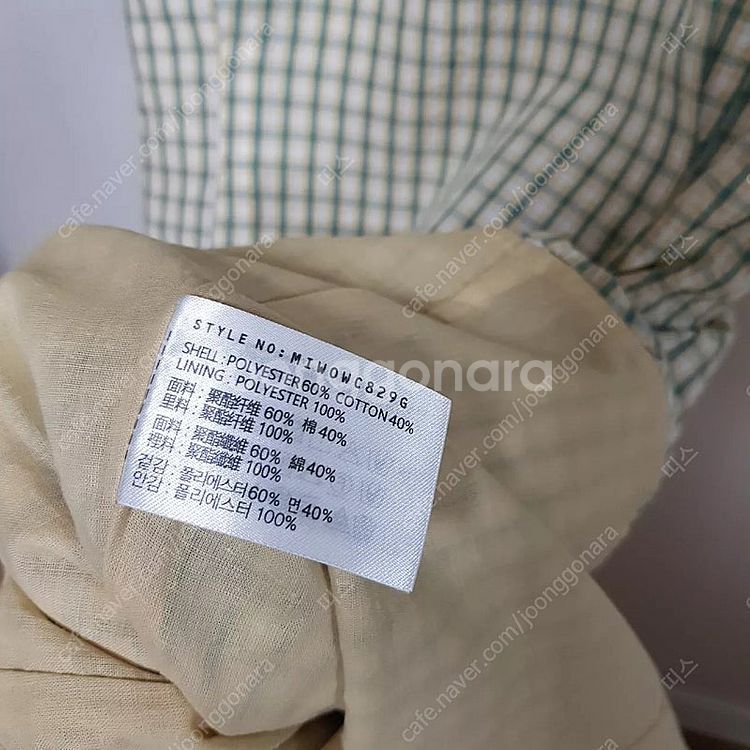 STYLE NO: MIWOWC829G
SHELL : POLYESTER 60% COTTON 40%
LINING : POLYESTER 100%
面料 : 聚酯纤维 60% 棉 40%
里料 : 聚酯纤维 100%
面料 : 聚酯纖維 60% 綿 40%
裡料 : 聚酯纖維 100%
겉감 : 폴리에스터 60% 면 40%
안감 : 폴리에스터 100%
joonggonara
cafe.naver.com/joonggonara
따스